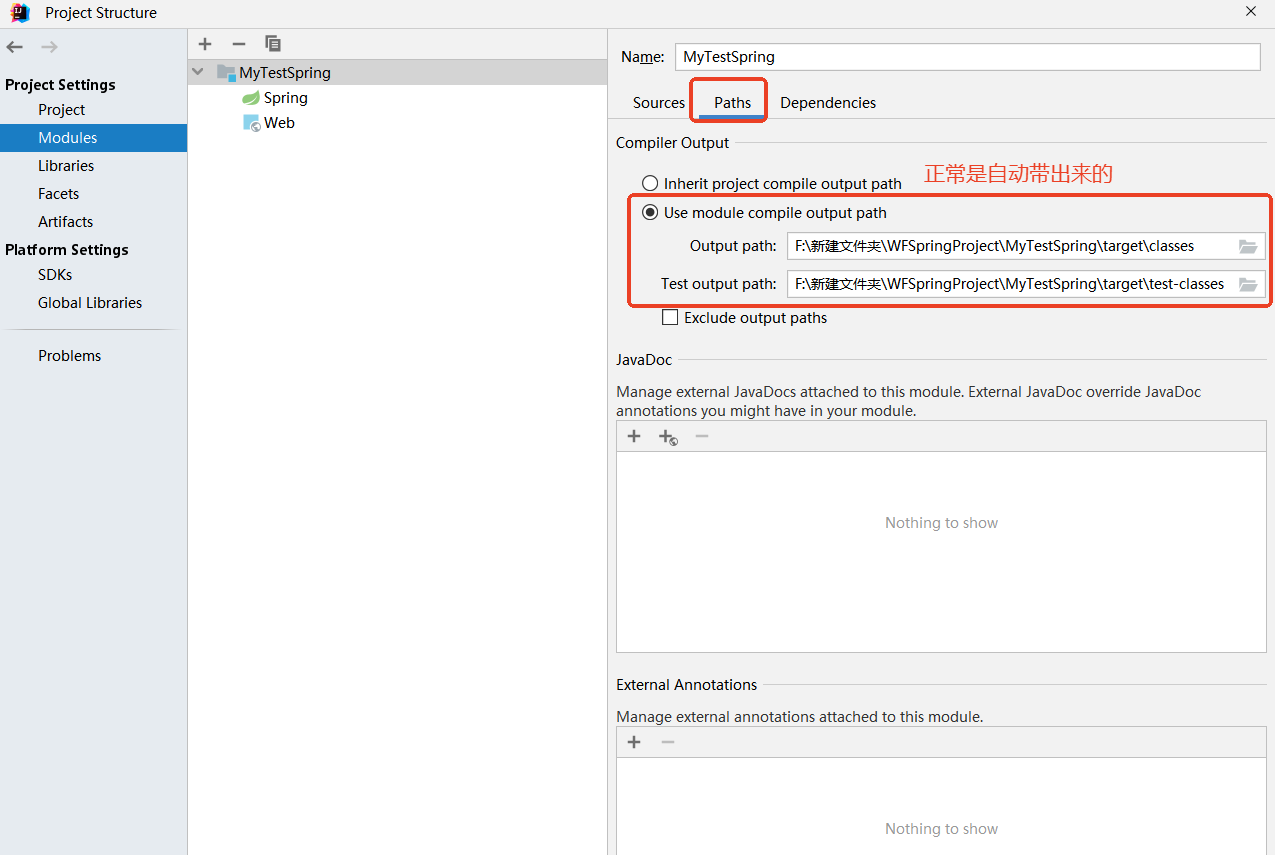 Project Structure
Project Settings
Project
Modules
Libraries
Facets
Artifacts
Platform Settings
SDKs
Global Libraries
Problems
MyTestSpring
Spring
Web
Name: MyTestSpring
Sources Paths Dependencies
Compiler Output
Inherit project compile output path 正常是自动带出来的
Use module compile output path
Output path: F:\新建文件夹\WFSpringProject\MyTestSpring\target\classes
Test output path: F:\新建文件夹\WFSpringProject\MyTestSpring\target\test-classes
Exclude output paths
JavaDoc
Manage external JavaDocs attached to this module. External JavaDoc override JavaDoc
annotations you might have in your module.
Nothing to show
External Annotations
Manage external annotations attached to this module.
Nothing to show